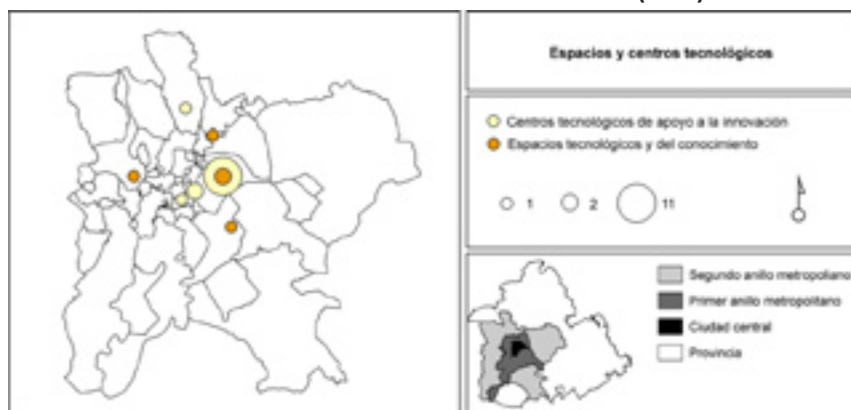 Espacios y centros tecnológicos
Centros tecnológicos de apoyo a la innovación
Espacios tecnológicos y del conocimiento
1 2 11
Segundo anillo metropoliano
Primer anillo metropolitano
Ciudad central
Provincia